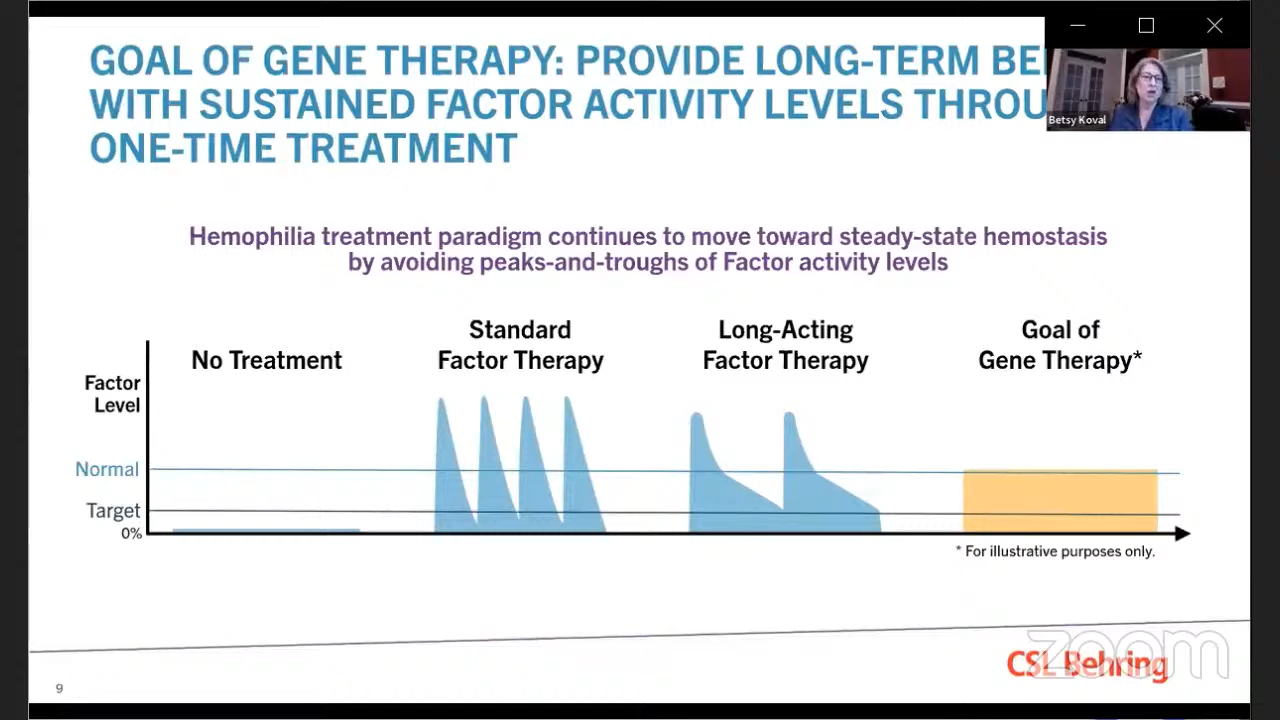 GOAL OF GENE THERAPY: PROVIDE LONG-TERM
WITH SUSTAINED FACTOR ACTIVITY LEVELS
ONE-TIME TREATMENT
Betsy Koval
Hemophilia treatment paradigm continues to move toward steady-state hemostasis
by avoiding peaks-and-troughs of Factor activity levels
No Treatment
Standard
Factor Therapy
Long-Acting
Factor Therapy
Goal of
Gene Therapy*
Factor
Level
Normal
Target
0%
* For illustrative purposes only.
CSL Behring
zoom
9